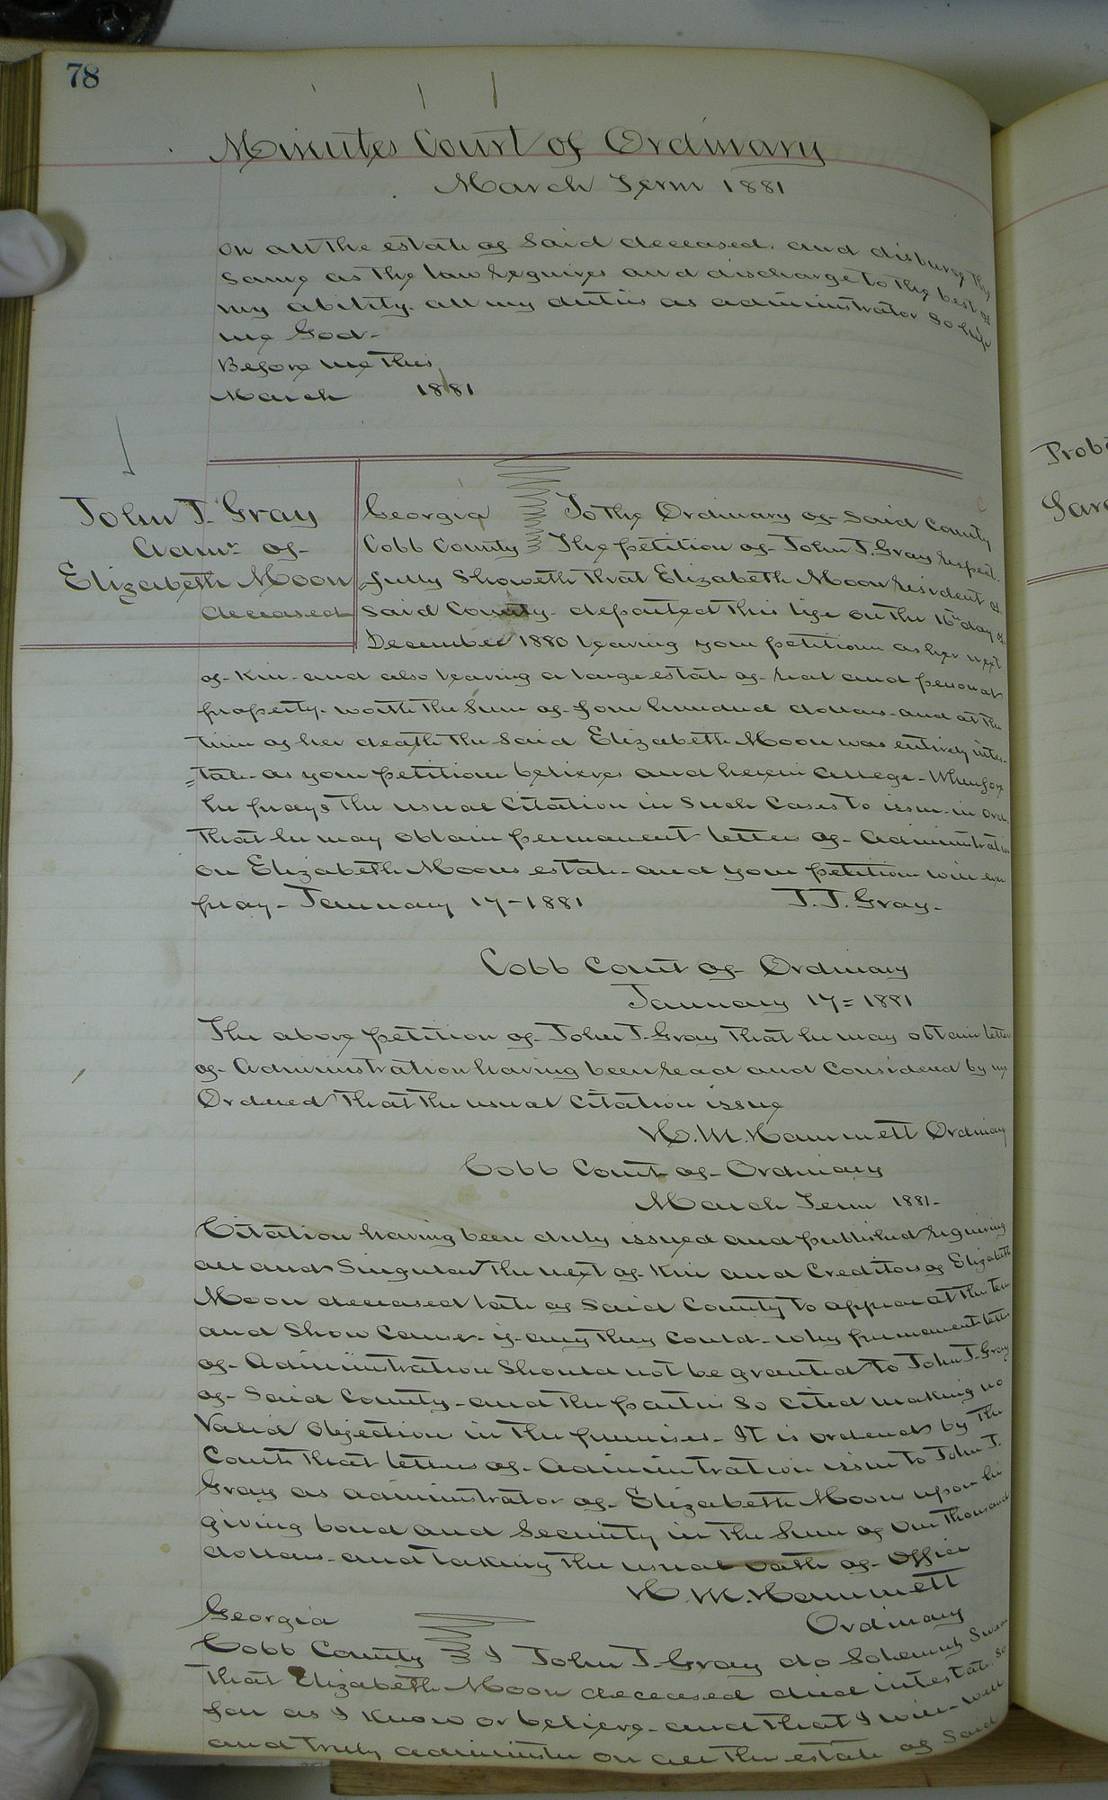 78
Minutes Court of Ordinary
March Term 1881
on all the estate of Said deceased. and disburse the
Same as the law requires and discharge to the best of
my ability. all my duties as administrator So help
me God-
Before me this
March 1881
John T. Gray
Admr of-
Elizabeth Moon
deceased
Georgia To the Ordinary of- Said County
Cobb County The petition of- John T. Gray respect
fully Showeth that Elizabeth Moon resident of
Said County- departed this life on the 16th day of
December 1880 leaving your petitioner as her next
of- Kin- and also leaving a large estate of- real and personal
property- worth the Sum of- four hundred dollars- and at the
time of her death the Said Elizabeth Moon was entirely intes-
=tate- as your petitioner believes and herein allege- Wherefore
he prays the usual Citation in Such Cases to issue- in order
that he may obtain permanent letters of- Administration
on Elizabeth Moons estate- and your petitioner will ever
pray- January 17-1881 J. T. Gray-
Cobb Court of- Ordinary
January 17= 1881
The above petition of- John T. Gray that he may obtain letters
of- Administration having been read and Considered by me
Ordered that the usual Citation issue
H. M. Hammett Ordinary
Cobb Court of- Ordinary
March Term 1881-
Citation having been duly issued and published requiring
all and Singular the next of- Kin and Creditors of Elizabeth
Moon deceased late of Said County to appear at the term
and Show Cause- if- any they could- why permanent letters
of- Administration Should not be granted to John T. Gray
of- Said County- and the parties So cited making no
Valid Objection in the premises- It is ordered by the
Court that letters of- Administration issue to John T.
Gray as administrator of- Elizabeth Moon upon his
giving bond and Security in the Sum of One thousand
dollars- and taking the usual oath of- Office
H. M. Hammett
Ordinary
Georgia
Cobb County I John T. Gray do Solemnly Swear
that Elizabeth Moon deceased died intestate So
far as I Know or believe- and that I will- well
and truly administer on all the estate of Said
Prob
Sar